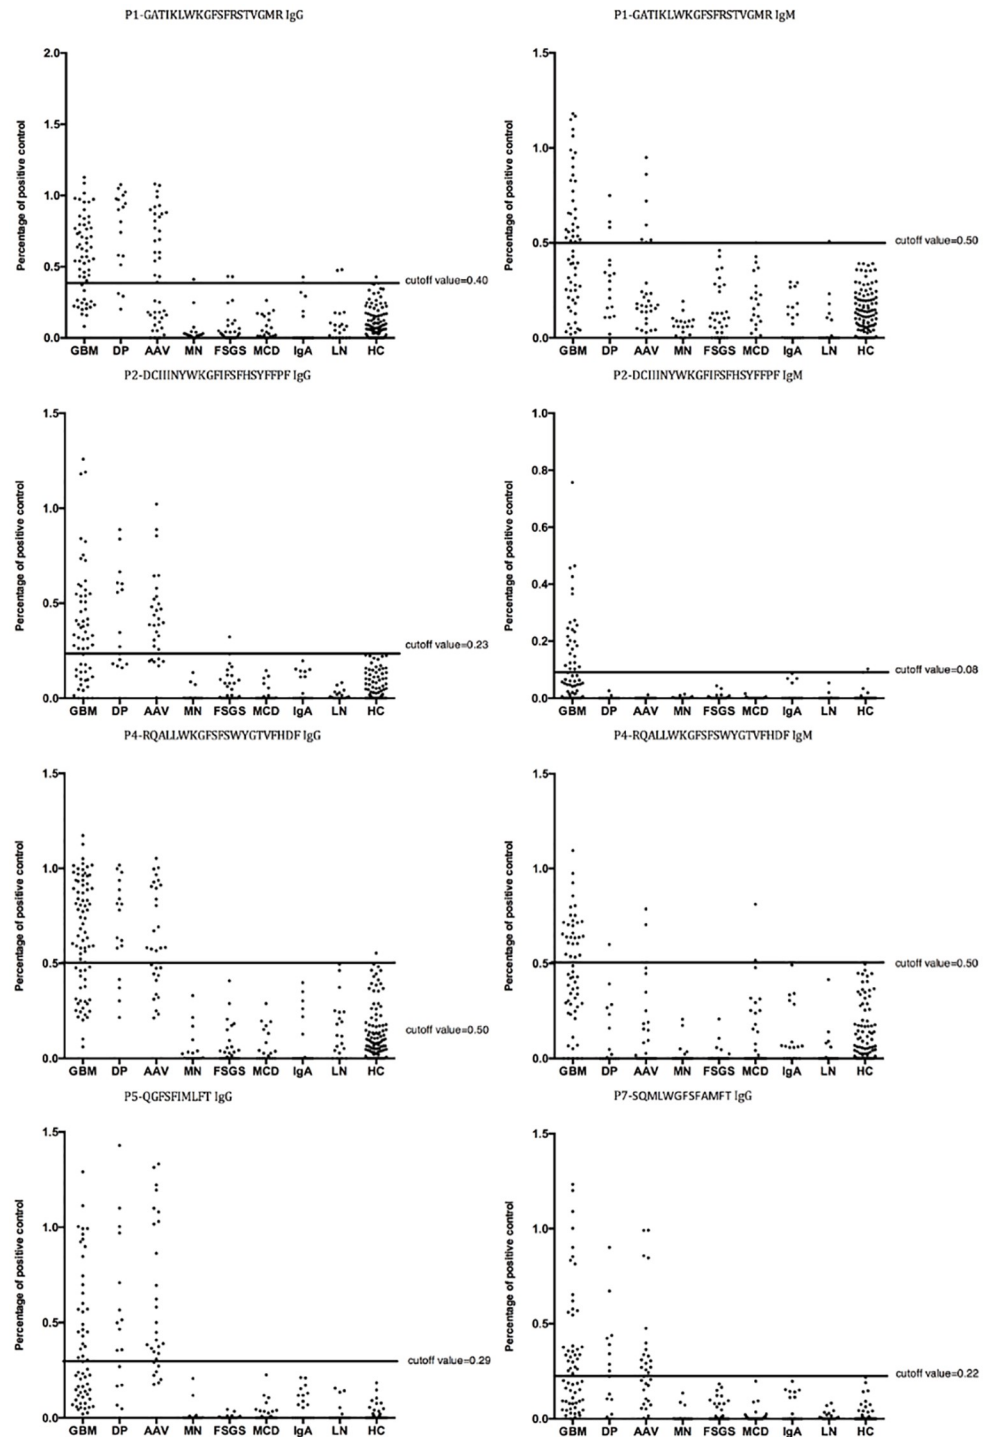 P1-GATIKLWKGFSFRSTVGMR IgG
Percentage of positive control
2.0
1.5
1.0
0.5
0.0
cutoff value=0.40
GBM DP AAV MN FSGS MCD IgA LN HC
P1-GATIKLWKGFSFRSTVGMR IgM
Percentage of positive control
1.5
1.0
0.5
0.0
cutoff value=0.50
GBM DP AAV MN FSGS MCD IgA LN HC
P2-DCIIINYWKGFIFSFHSYFFPF IgG
Percentage of positive control
1.5
1.0
0.5
0.0
cutoff value=0.23
GBM DP AAV MN FSGS MCD IgA LN HC
P2-DCIIINYWKGFIFSFHSYFFPF IgM
Percentage of positive control
1.0
0.8
0.6
0.4
0.2
0.0
cutoff value=0.08
GBM DP AAV MN FSGS MCD IgA LN HC
P4-RQALLWKGFSFSWYGTVFHDF IgG
Percentage of positive control
1.5
1.0
0.5
0.0
cutoff value=0.50
GBM DP AAV MN FSGS MCD IgA LN HC
P4-RQALLWKGFSFSWYGTVFHDF IgM
Percentage of positive control
1.5
1.0
0.5
0.0
cutoff value=0.50
GBM DP AAV MN FSGS MCD IgA LN HC
P5-QGFSFIMLFT IgG
Percentage of positive control
1.5
1.0
0.5
0.0
cutoff value=0.29
GBM DP AAV MN FSGS MCD IgA LN HC
P7-SQMLWGFSFAMFT IgG
Percentage of positive control
1.5
1.0
0.5
0.0
cutoff value=0.22
GBM DP AAV MN FSGS MCD IgA LN HC